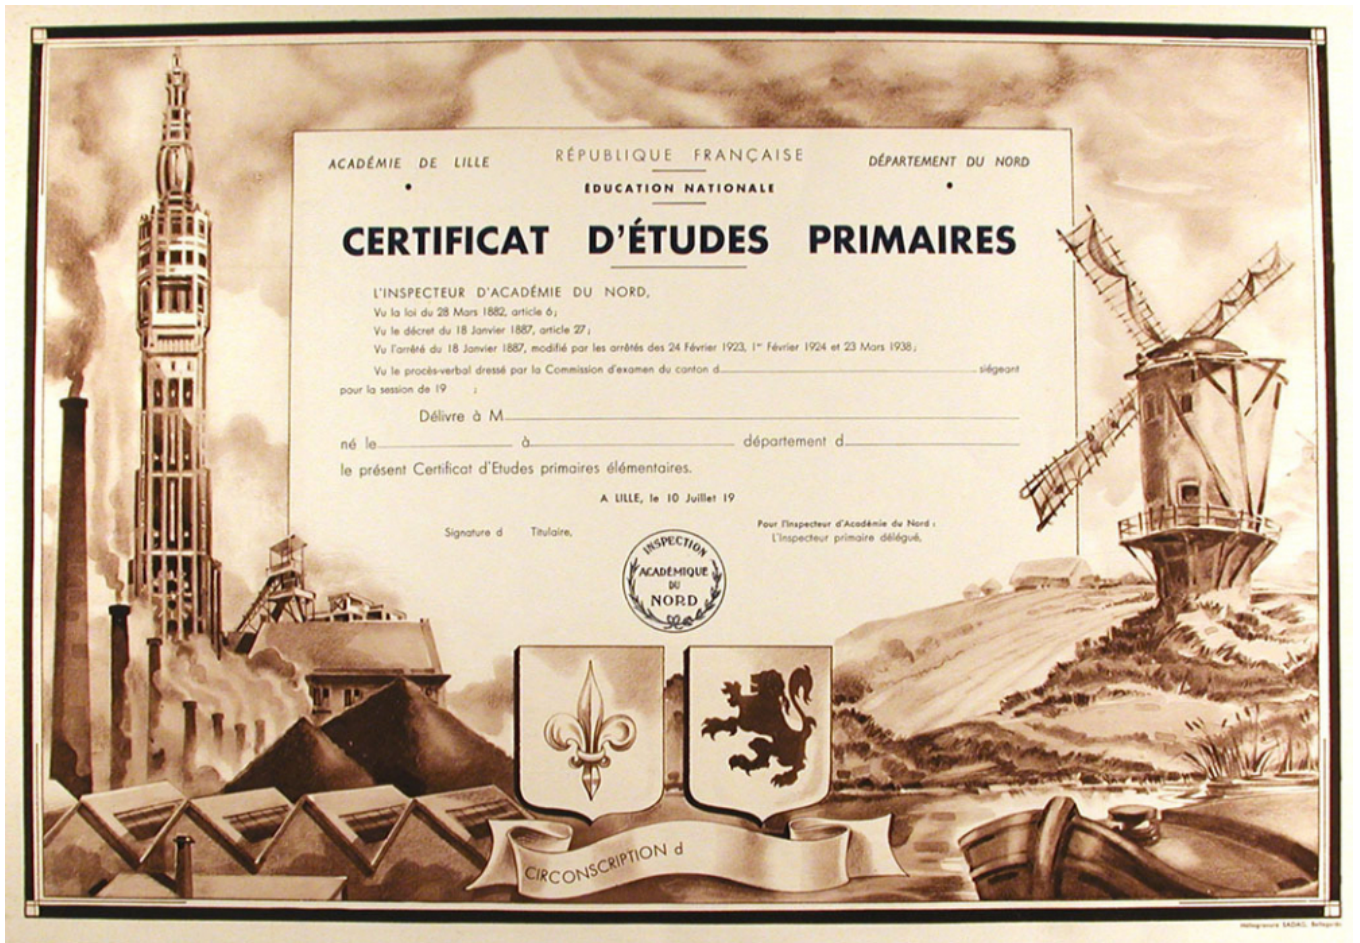 ACADÉMIE DE LILLE
RÉPUBLIQUE FRANÇAISE
DÉPARTEMENT DU NORD
ÉDUCATION NATIONALE
CERTIFICAT D'ÉTUDES PRIMAIRES
L'INSPECTEUR D'ACADÉMIE DU NORD,
Vu la loi du 28 Mars 1882, article 6;
Vu le décret du 18 Janvier 1887, article 27;
Vu l'arrêté du 18 Janvier 1887, modifié par les arrêtés des 24 Février 1923, 1er Février 1924 et 23 Mars 1938;
Vu le procès-verbal dressé par la Commission d'examen du canton d siégeant
pour la session de 19 ;
Délivre à M
né le à département d
le présent Certificat d'Etudes primaires élémentaires.
A LILLE, le 10 Juillet 19
Signature d Titulaire,
Pour l'Inspecteur d'Académie du Nord :
L'Inspecteur primaire délégué,
INSPECTION
ACADÉMIQUE
DU
NORD
CIRCONSCRIPTION d
Héliogravure SADAG, Bellegarde